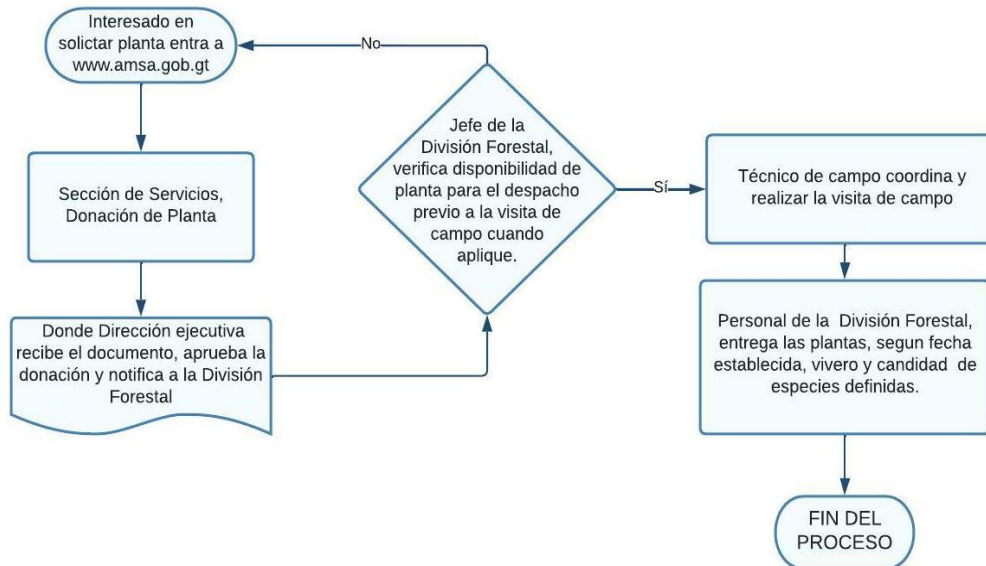 Interesado en
solictar planta entra a
www.amsa.gob.gt
Sección de Servicios,
Donación de Planta
Donde Dirección ejecutiva
recibe el documento, aprueba la
donación y notifica a la División
Forestal
No
Jefe de la
División Forestal,
verifica disponibilidad de
planta para el despacho
previo a la visita de
campo cuando
aplique.
Sí
Técnico de campo coordina y
realizar la visita de campo
Personal de la División Forestal,
entrega las plantas, segun fecha
establecida, vivero y candidad de
especies definidas.
FIN DEL
PROCESO